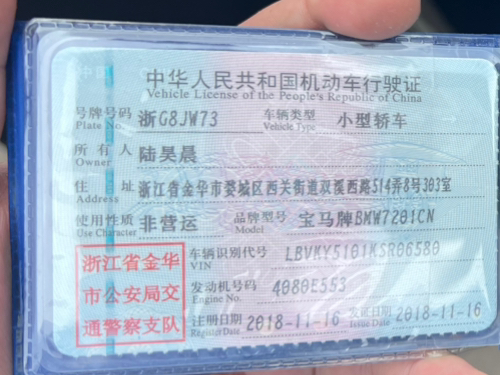 中华人民共和国机动车行驶证
Vehicle License of the People's Republic of China
号牌号码 浙G8JW73 车辆类型 小型轿车
Plate No. Vehicle Type
所有人 陆昊晨
Owner
住址 浙江省金华市婺城区西关街道双溪西路514弄8号303室
Address
使用性质 非营运 品牌型号 宝马牌BMW7201CN
Use Character Model
浙江省金华
市公安局交
通警察支队
车辆识别代号 LBVKY5101KSR06580
VIN
发动机号码 4080E553
Engine No.
注册日期 2018-11-16 发证日期 2018-11-16
Register Date Issue Date